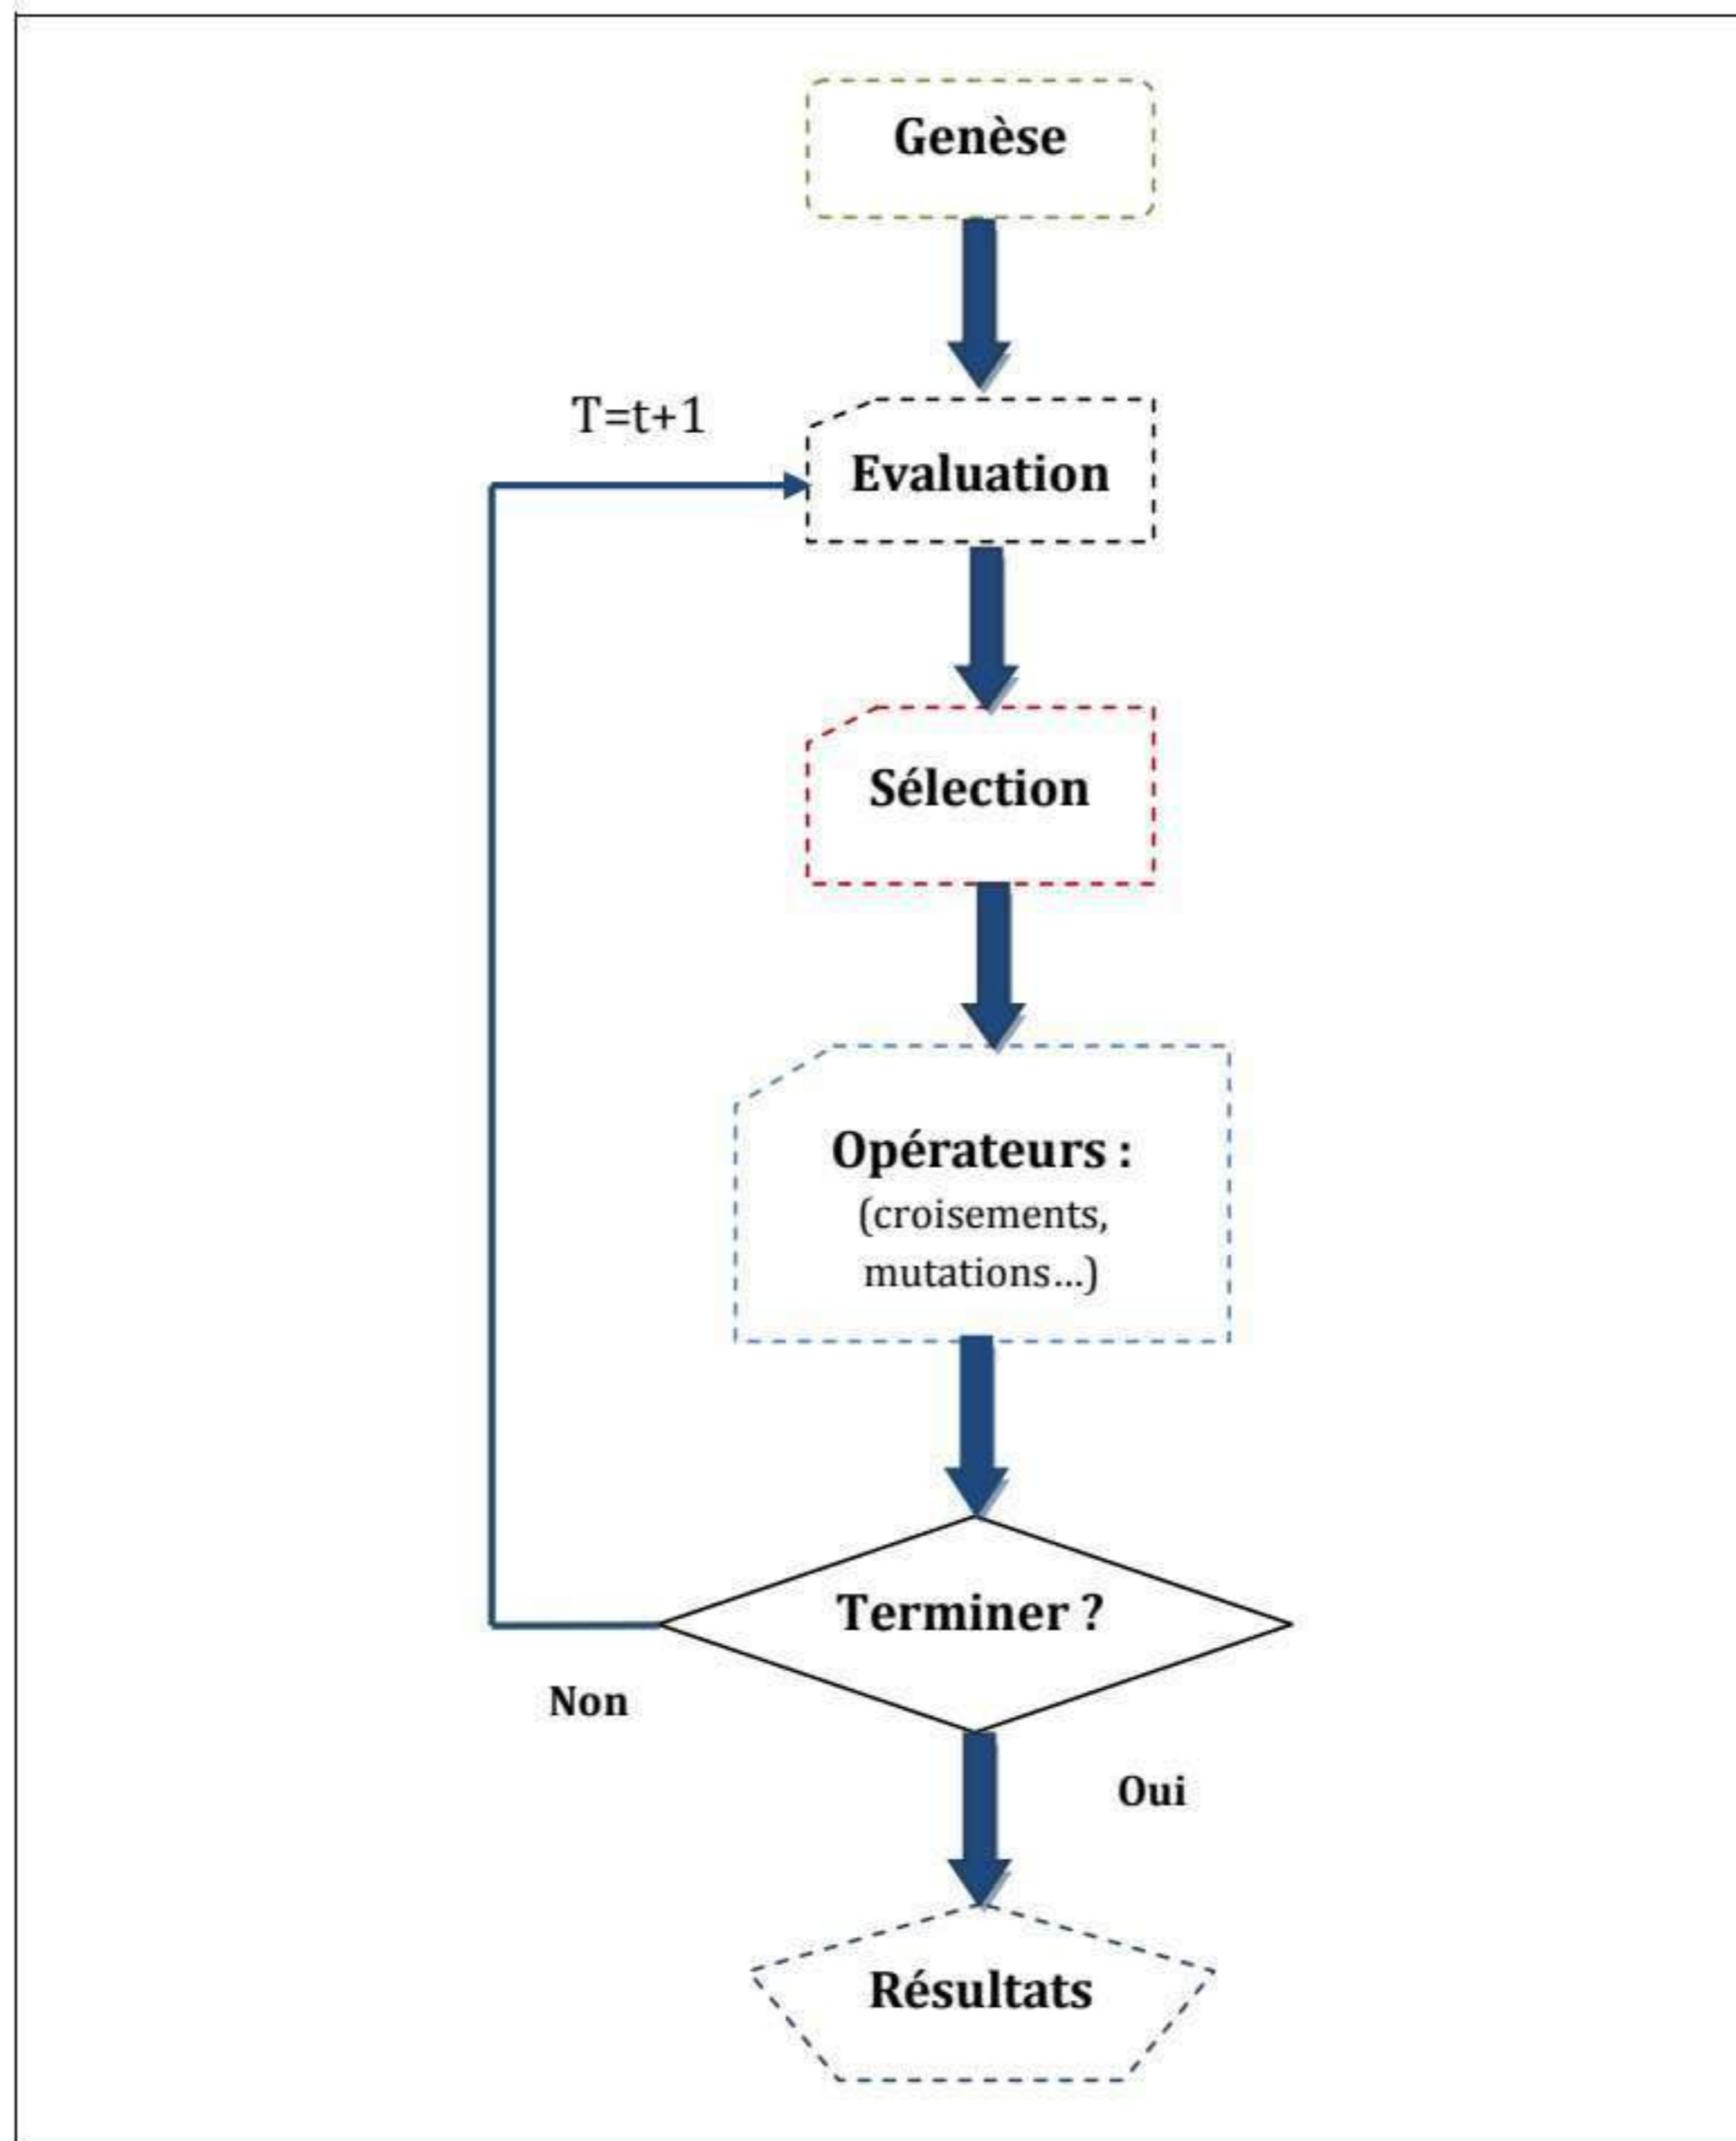 Genèse
T=t+1
Evaluation
Sélection
Opérateurs :
(croisements,
mutations...)
Terminer ?
Non
Oui
Résultats